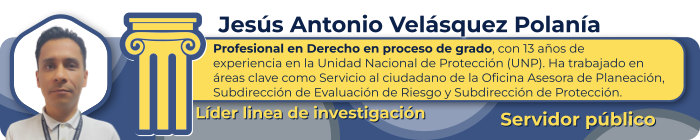 Jesús Antonio Velásquez Polanía
Profesional en Derecho en proceso de grado, con 13 años de
experiencia en la Unidad Nacional de Protección (UNP). Ha trabajado en
áreas clave como Servicio al ciudadano de la Oficina Asesora de Planeación,
Subdirección de Evaluación de Riesgo y Subdirección de Protección.
Líder linea de investigación
Servidor público